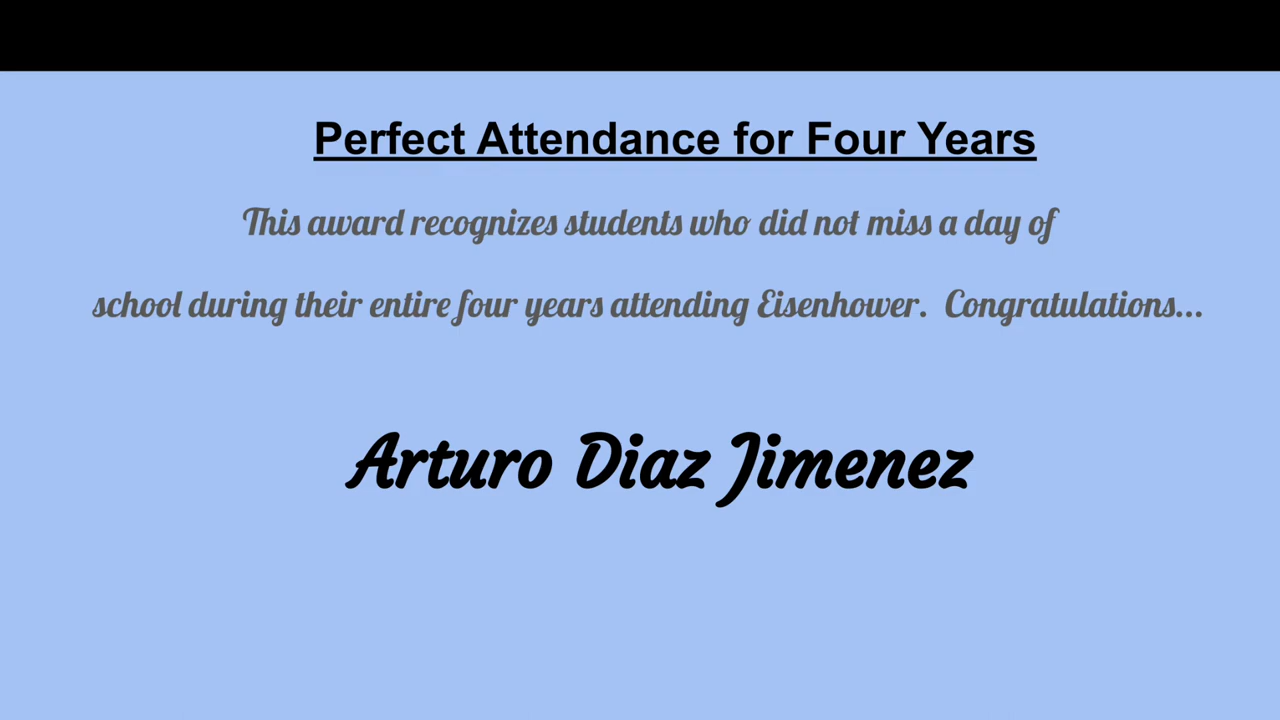 Perfect Attendance for Four Years
This award recognizes students who did not miss a day of
school during their entire four years attending Eisenhower. Congratulations...
Arturo Diaz Jimenez